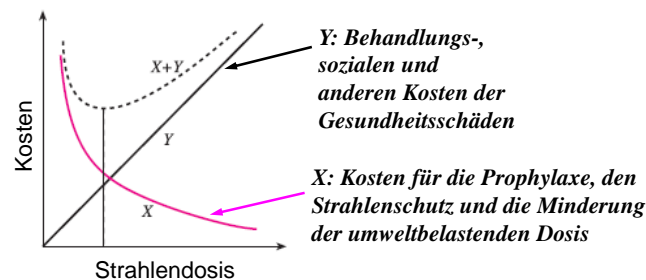 Y: Behandlungs-,
sozialen und
anderen Kosten der
Gesundheitsschäden
X+Y
Y
X
Kosten
X: Kosten für die Prophylaxe, den
Strahlenschutz und die Minderung
der umweltbelastenden Dosis
Strahlendosis